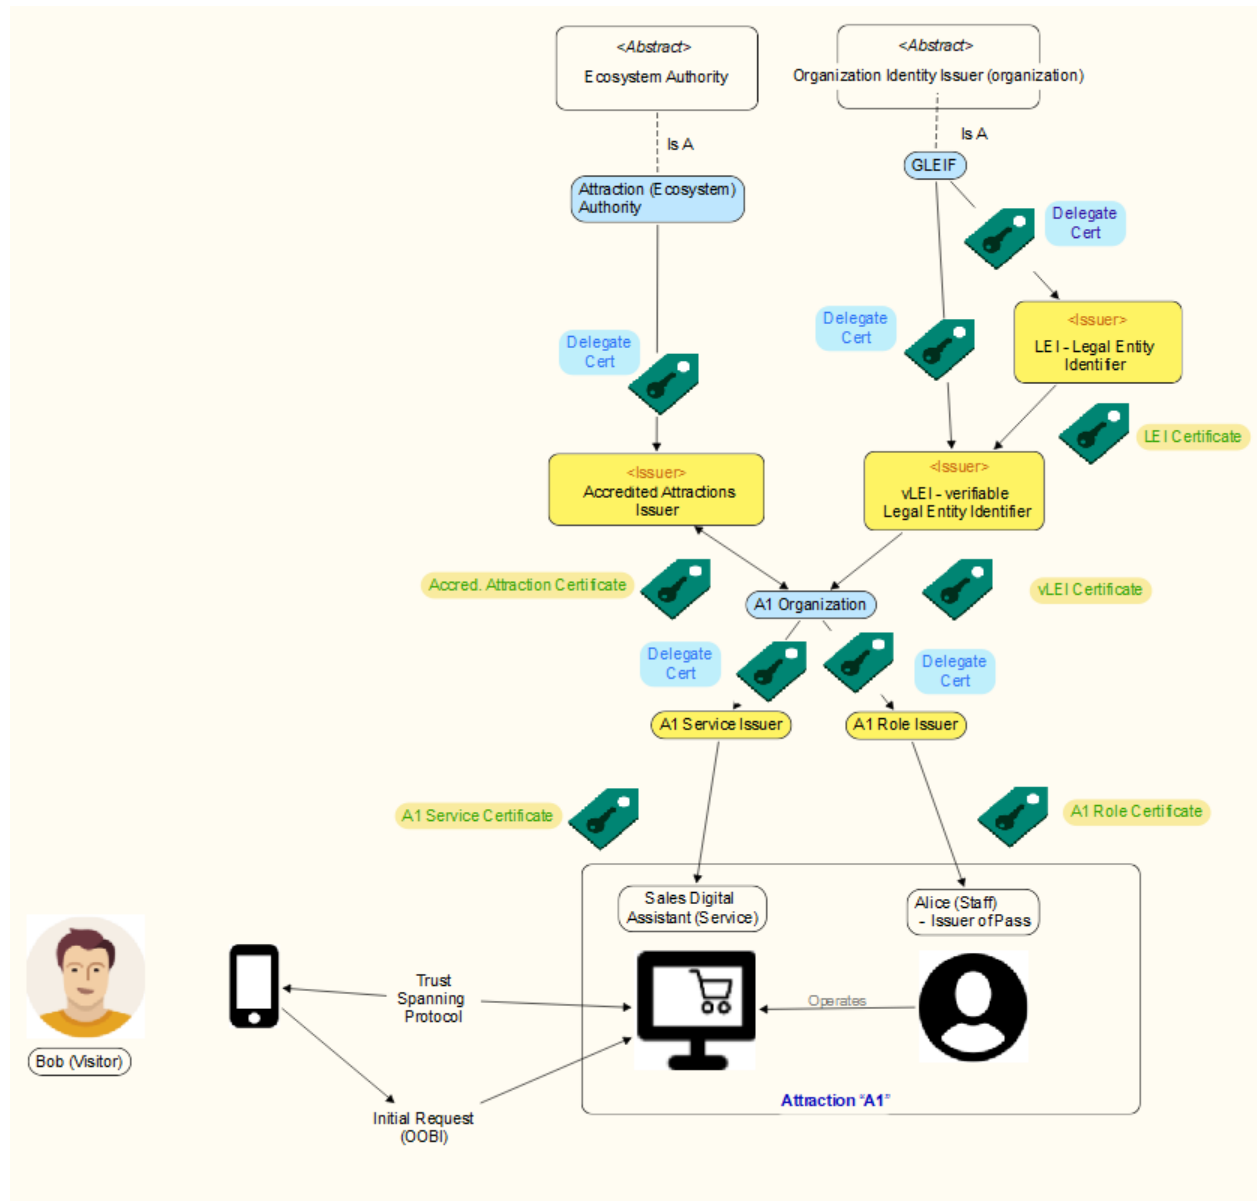 <Abstract>
Ecosystem Authority
<Abstract>
Organization Identity Issuer (organization)
Is A
Is A
GLEIF
Attraction (Ecosystem)
Authority
Delegate
Cert
Delegate
Cert
Delegate
Cert
<Issuer>
LEI - Legal Entity
Identifier
LEI Certificate
<Issuer>
Accredited Attractions
Issuer
<Issuer>
vLEI - verifiable
Legal Entity Identifier
Accred. Attraction Certificate
A1 Organization
vLEI Certificate
Delegate
Cert
Delegate
Cert
A1 Service Issuer
A1 Role Issuer
A1 Service Certificate
A1 Role Certificate
Sales Digital
Assistant (Service)
Alice (Staff)
- Issuer of Pass
Trust
Spanning
Protocol
Operates
Bob (Visitor)
Attraction "A1"
Initial Request
(OOBI)